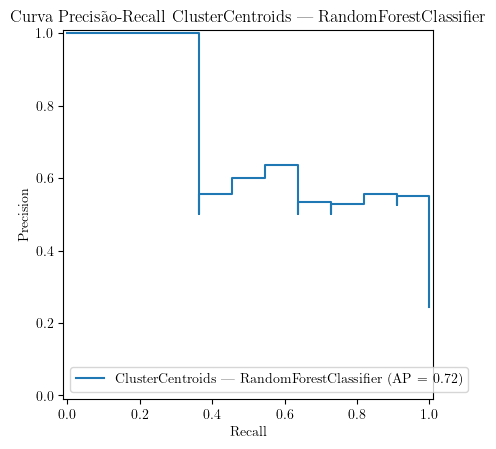 Curva Precisão-Recall ClusterCentroids — RandomForestClassifier
1.0
0.8
0.6
0.4
0.2
0.0
Precision
ClusterCentroids — RandomForestClassifier (AP = 0.72)
0.0 0.2 0.4 0.6 0.8 1.0
Recall